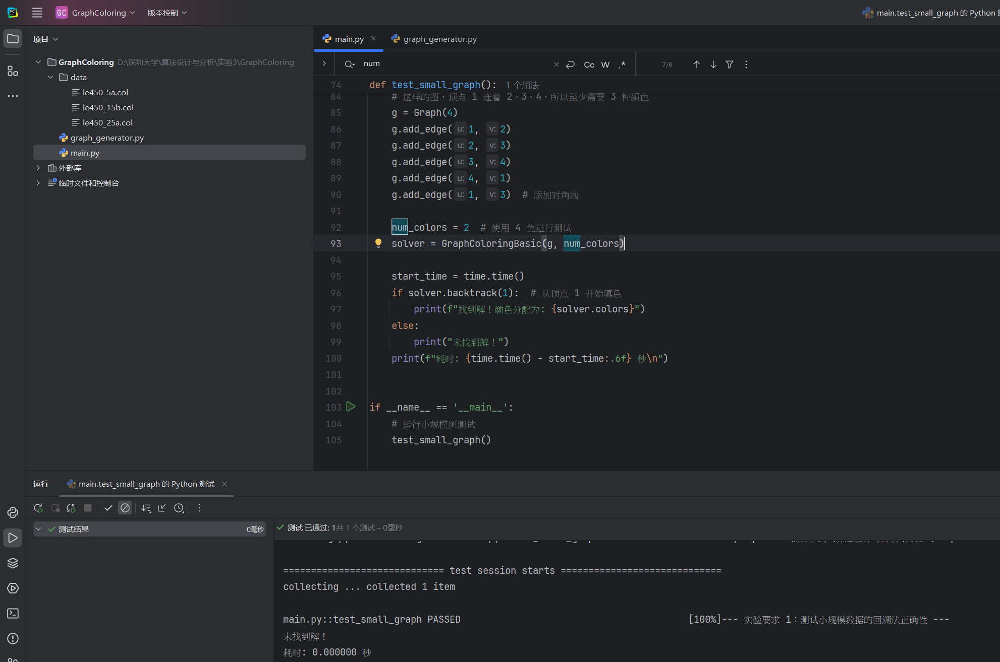 GC GraphColoring 版本控制 main.test_small_graph 的 Python
项目
main.py graph_generator.py
GraphColoring D:\深圳大学\算法设计与分析\实验3\GraphColoring
data
le450_5a.col
le450_15b.col
le450_25a.col
graph_generator.py
main.py
外部库
临时文件和控制台
num Cc W .* 7/8
74 def test_small_graph(): 1 个用法
84 # 这样的图，顶点 1 连着 2、3、4，所以至少需要 3 种颜色
85 g = Graph(4)
86 g.add_edge( u: 1, v: 2)
87 g.add_edge( u: 2, v: 3)
88 g.add_edge( u: 3, v: 4)
89 g.add_edge( u: 4, v: 1)
90 g.add_edge( u: 1, v: 3) # 添加对角线
91
92 num_colors = 2 # 使用 4 色进行测试
93 solver = GraphColoringBasic(g, num_colors)
94
95 start_time = time.time()
96 if solver.backtrack(1): # 从顶点 1 开始填色
97 print(f"找到解！颜色分配为: {solver.colors}")
98 else:
99 print("未找到解！")
100 print(f"耗时: {time.time() - start_time:.6f} 秒\n")
101
102
103 if __name__ == '__main__':
104 # 运行小规模图测试
105 test_small_graph()
运行 main.test_small_graph 的 Python 测试
测试结果 0毫秒
测试 已通过: 1共 1 个测试 – 0毫秒
============================= test session starts =============================
collecting ... collected 1 item
main.py::test_small_graph PASSED [100%]--- 实验要求 1：测试小规模数据的回溯法正确性 ---
未找到解！
耗时: 0.000000 秒